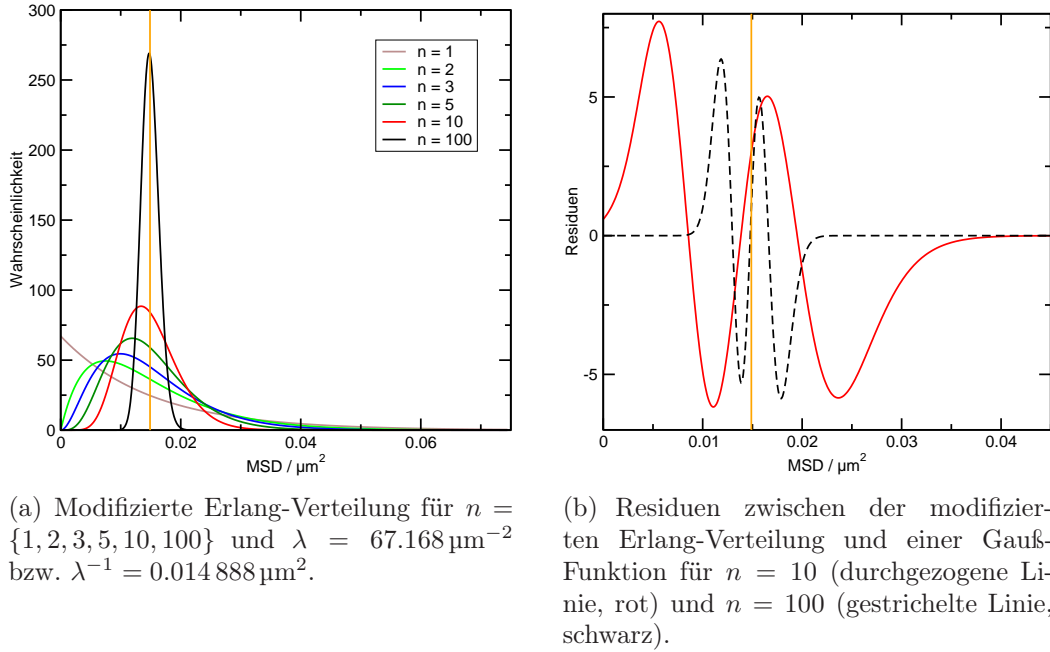 300
250
200
150
100
50
0
Wahrscheinlichkeit
n = 1
n = 2
n = 3
n = 5
n = 10
n = 100
0
0.02
0.04
0.06
MSD / µm²
5
0
-5
Residuen
0
0.01
0.02
0.03
0.04
MSD / µm²
(a) Modifizierte Erlang-Verteilung für n =
{1, 2, 3, 5, 10, 100} und λ = 67.168 µm⁻²
bzw. λ⁻¹ = 0.014 888 µm².
(b) Residuen zwischen der modifizier-
ten Erlang-Verteilung und einer Gauß-
Funktion für n = 10 (durchgezogene Li-
nie, rot) und n = 100 (gestrichelte Linie,
schwarz).